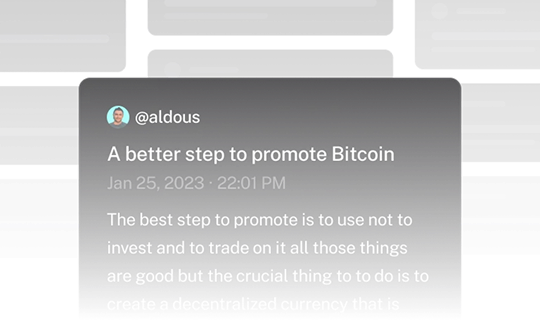 @aldous
A better step to promote Bitcoin
Jan 25, 2023 · 22:01 PM
The best step to promote is to use not to
invest and to trade on it all those things
are good but the crucial thing to to do is to
create a decentralized currency that is